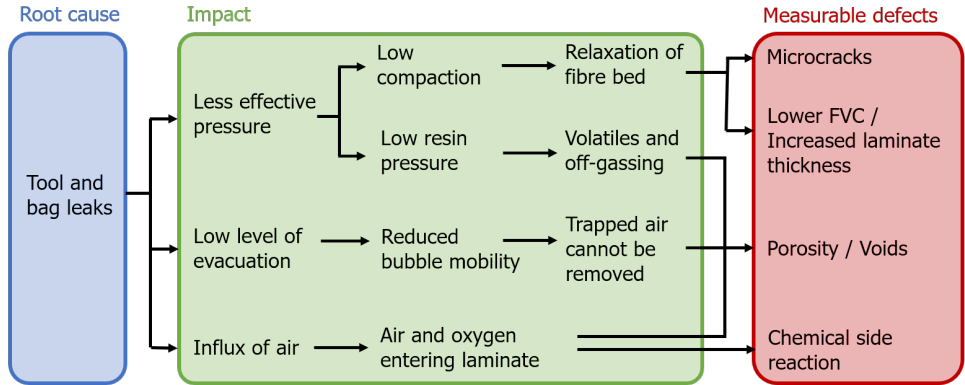 Root cause
Impact
Measurable defects
Tool and
bag leaks
Less effective
pressure
Low
compaction
Relaxation of
fibre bed
Low resin
pressure
Volatiles and
off-gassing
Low level of
evacuation
Reduced
bubble mobility
Trapped air
cannot be
removed
Influx of air
Air and oxygen
entering laminate
Microcracks
Lower FVC /
Increased laminate
thickness
Porosity / Voids
Chemical side
reaction